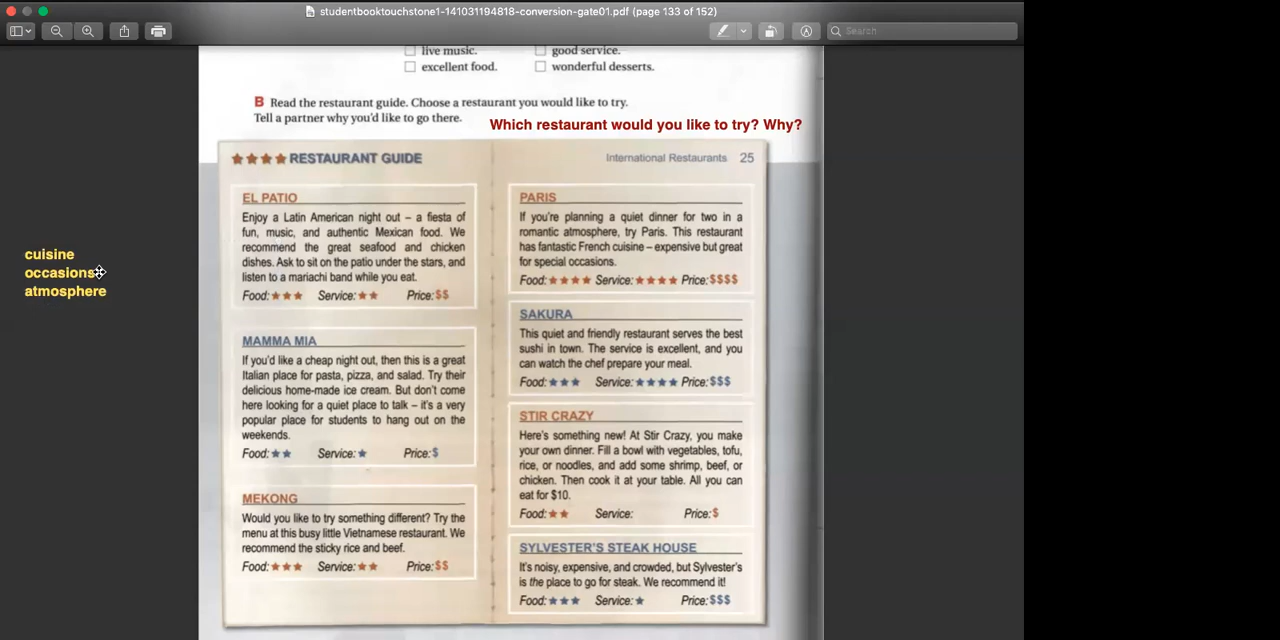 studentbooktouchstone1-141031194818-conversion-gate01.pdf (page 133 of 152)
Search
live music.
good service.
excellent food.
wonderful desserts.
B Read the restaurant guide. Choose a restaurant you would like to try.
Tell a partner why you'd like to go there.
Which restaurant would you like to try? Why?
cuisine
occasions
atmosphere
RESTAURANT GUIDE
EL PATIO
Enjoy a Latin American night out – a fiesta of
fun, music, and authentic Mexican food. We
recommend the great seafood and chicken
dishes. Ask to sit on the patio under the stars, and
listen to a mariachi band while you eat.
Food: ★★★ Service: ★★ Price: $$
MAMMA MIA
If you'd like a cheap night out, then this is a great
Italian place for pasta, pizza, and salad. Try their
delicious home-made ice cream. But don't come
here looking for a quiet place to talk – it's a very
popular place for students to hang out on the
weekends.
Food: ★★ Service: ★ Price: $
MEKONG
Would you like to try something different? Try the
menu at this busy little Vietnamese restaurant. We
recommend the sticky rice and beef.
Food: ★★★ Service: ★★ Price: $$
International Restaurants 25
PARIS
If you're planning a quiet dinner for two in a
romantic atmosphere, try Paris. This restaurant
has fantastic French cuisine – expensive but great
for special occasions.
Food: ★★★★ Service: ★★★★ Price: $$$$
SAKURA
This quiet and friendly restaurant serves the best
sushi in town. The service is excellent, and you
can watch the chef prepare your meal.
Food: ★★★ Service: ★★★★ Price: $$$
STIR CRAZY
Here's something new! At Stir Crazy, you make
your own dinner. Fill a bowl with vegetables, tofu,
rice, or noodles, and add some shrimp, beef, or
chicken. Then cook it at your table. All you can
eat for $10.
Food: ★★ Service: Price: $
SYLVESTER'S STEAK HOUSE
It's noisy, expensive, and crowded, but Sylvester's
is the place to go for steak. We recommend it!
Food: ★★★ Service: ★ Price: $$$